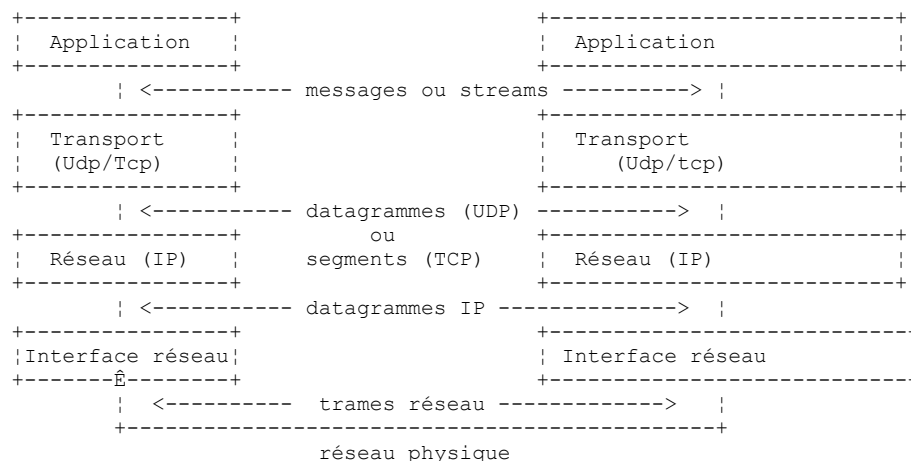 +----------------+ +---------------------------+
¦ Application ¦ ¦ Application ¦
+----------------+ +---------------------------+
¦ <----------- messages ou streams ----------> ¦
+----------------+ +---------------------------+
¦ Transport ¦ ¦ Transport ¦
¦ (Udp/Tcp) ¦ ¦ (Udp/tcp) ¦
+----------------+ +---------------------------+
¦ <----------- datagrammes (UDP) -----------> ¦
+----------------+ ou +---------------------------+
¦ Réseau (IP) ¦ segments (TCP) ¦ Réseau (IP) ¦
+----------------+ +---------------------------+
¦ <----------- datagrammes IP --------------> ¦
+----------------+ +----------------------------
¦Interface réseau¦ ¦ Interface réseau
+-------Ê--------+ +----------------------------
¦ <---------- trames réseau -------------> ¦
+---------------------------------------------+
réseau physique